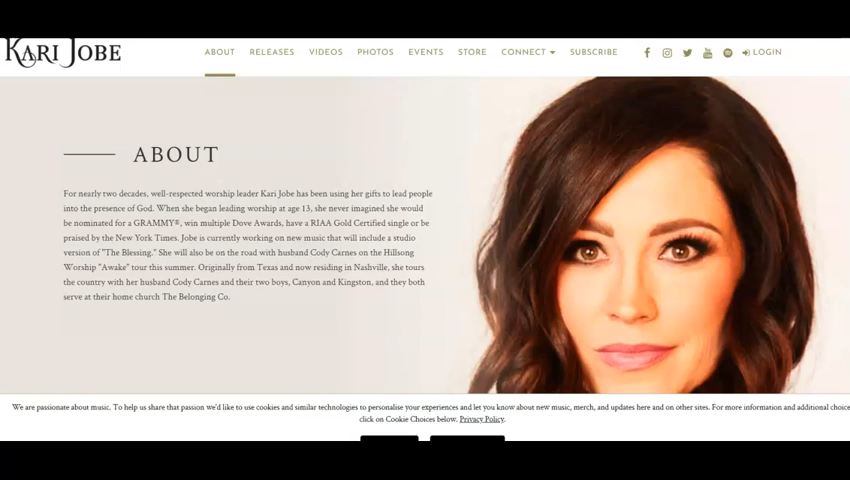 KARI JOBE
ABOUT RELEASES VIDEOS PHOTOS EVENTS STORE CONNECT SUBSCRIBE LOGIN
ABOUT
For nearly two decades, well-respected worship leader Kari Jobe has been using her gifts to lead people
into the presence of God. When she began leading worship at age 13, she never imagined she would
be nominated for a GRAMMY®, win multiple Dove Awards, have a RIAA Gold Certified single or be
praised by the New York Times. Jobe is currently working on new music that will include a studio
version of "The Blessing." She will also be on the road with husband Cody Carnes on the Hillsong
Worship "Awake" tour this summer. Originally from Texas and now residing in Nashville, she tours
the country with her husband Cody Carnes and their two boys, Canyon and Kingston, and they both
serve at their home church The Belonging Co.
We are passionate about music. To help us share that passion we'd like to use cookies and similar technologies to personalise your experiences and let you know about new music, merch, and updates here and on other sites. For more information and additional choice
click on Cookie Choices below. Privacy Policy.